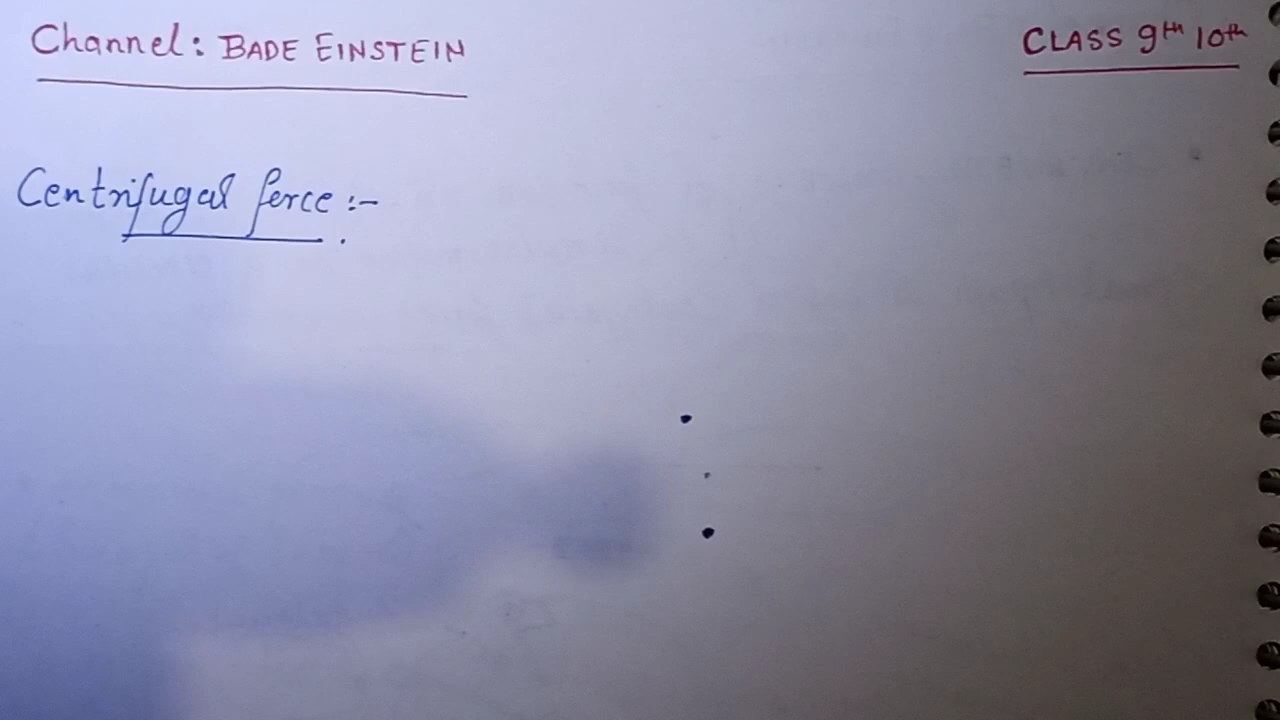 Channel: BADE EINSTEIN
CLASS 9th 10th
Centrifugal force :-